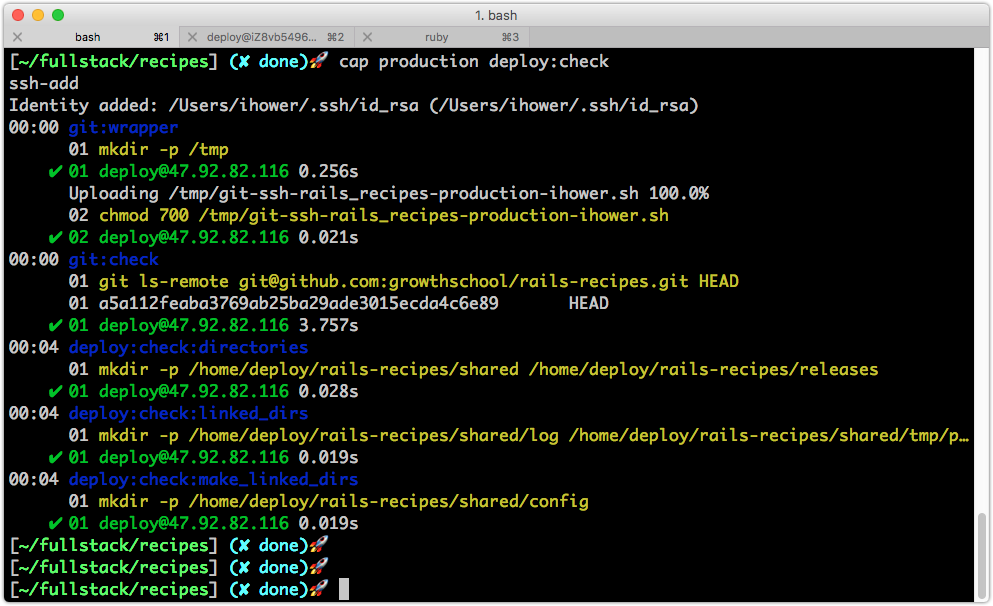 1. bash
bash ⌘1 deploy@iZ8vb5496... ⌘2 ruby ⌘3
[~/fullstack/recipes] (✘ done)🚀 cap production deploy:check
ssh-add
Identity added: /Users/ihower/.ssh/id_rsa (/Users/ihower/.ssh/id_rsa)
00:00 git:wrapper
01 mkdir -p /tmp
✔ 01 deploy@47.92.82.116 0.256s
Uploading /tmp/git-ssh-rails_recipes-production-ihower.sh 100.0%
02 chmod 700 /tmp/git-ssh-rails_recipes-production-ihower.sh
✔ 02 deploy@47.92.82.116 0.021s
00:00 git:check
01 git ls-remote git@github.com:growthschool/rails-recipes.git HEAD
01 a5a112feaba3769ab25ba29ade3015ecda4c6e89 HEAD
✔ 01 deploy@47.92.82.116 3.757s
00:04 deploy:check:directories
01 mkdir -p /home/deploy/rails-recipes/shared /home/deploy/rails-recipes/releases
✔ 01 deploy@47.92.82.116 0.028s
00:04 deploy:check:linked_dirs
01 mkdir -p /home/deploy/rails-recipes/shared/log /home/deploy/rails-recipes/shared/tmp/p…
✔ 01 deploy@47.92.82.116 0.019s
00:04 deploy:check:make_linked_dirs
01 mkdir -p /home/deploy/rails-recipes/shared/config
✔ 01 deploy@47.92.82.116 0.019s
[~/fullstack/recipes] (✘ done)🚀
[~/fullstack/recipes] (✘ done)🚀
[~/fullstack/recipes] (✘ done)🚀